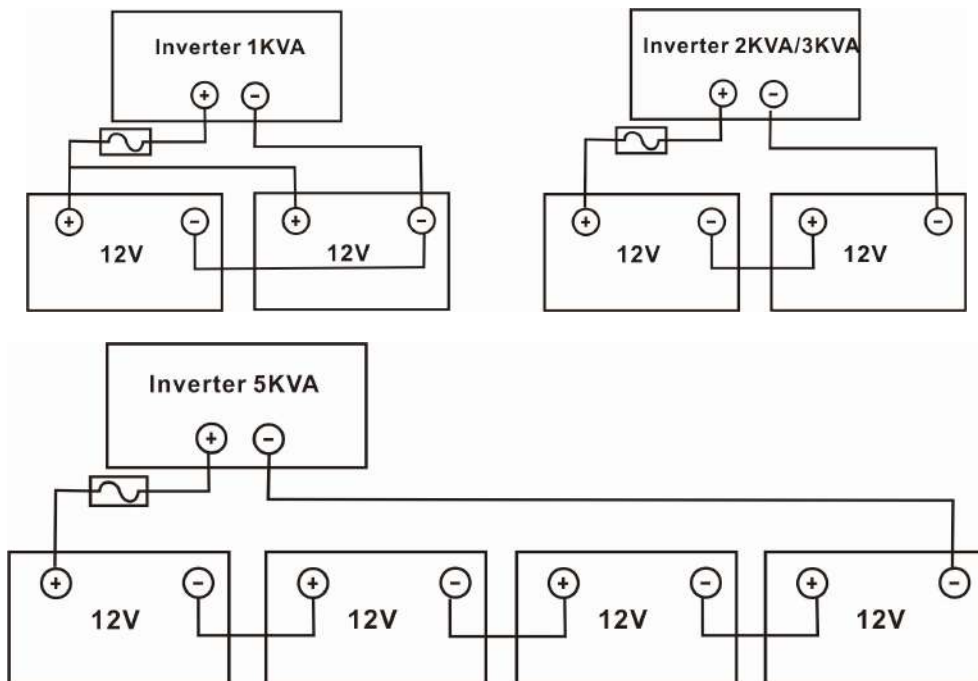 Inverter 1KVA
+ −
+ − + −
12V 12V
Inverter 2KVA/3KVA
+ −
+ − + −
12V 12V
Inverter 5KVA
+ −
+ − + − + − + −
12V 12V 12V 12V